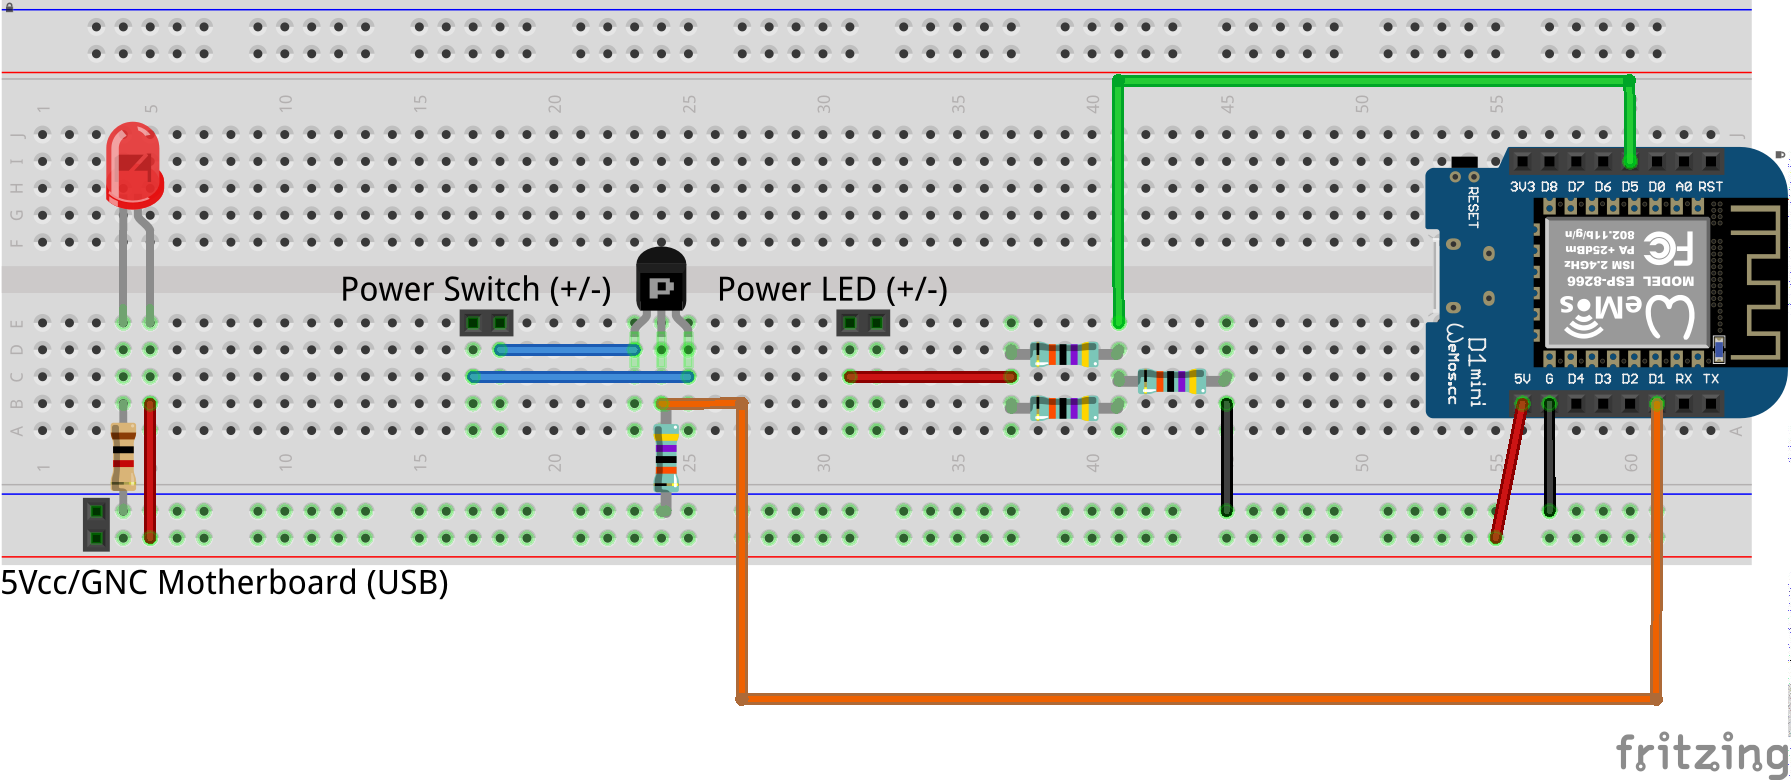 1 5 10 15 20 25 30 35 40 45 50 55
J
I
H
G
F
3V3 D8 D7 D6 D5 D0 A0 RST
RESET
802.11b/g/n
PA +25dBm
ISM 2.4GHz
MODEL ESP-8266
FC
WeMos
Power Switch (+/-)
P
Power LED (+/-)
E
D
C
B
A
A
J
D1mini
WeMos.cc
5V G D4 D3 D2 D1 RX TX
1 10 15 20 25 30 35 40 45 50 55 60
5Vcc/GNC Motherboard (USB)
fritzing